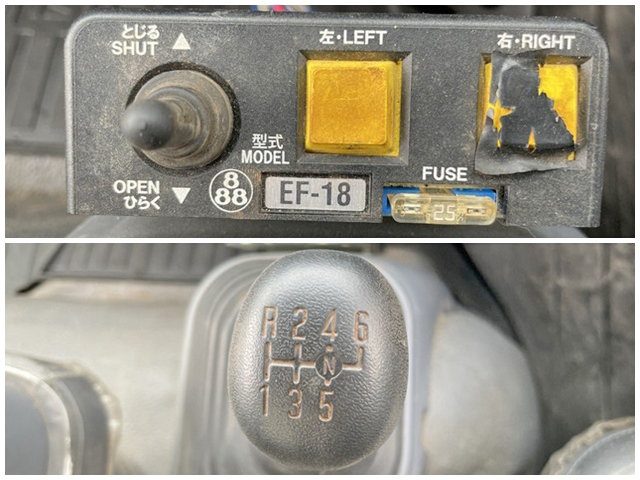 とじる ▲
SHUT
左・LEFT
右・RIGHT
型式
MODEL
OPEN ▼
ひらく
8
88
EF-18
FUSE
25
R 2 4 6
N
1 3 5